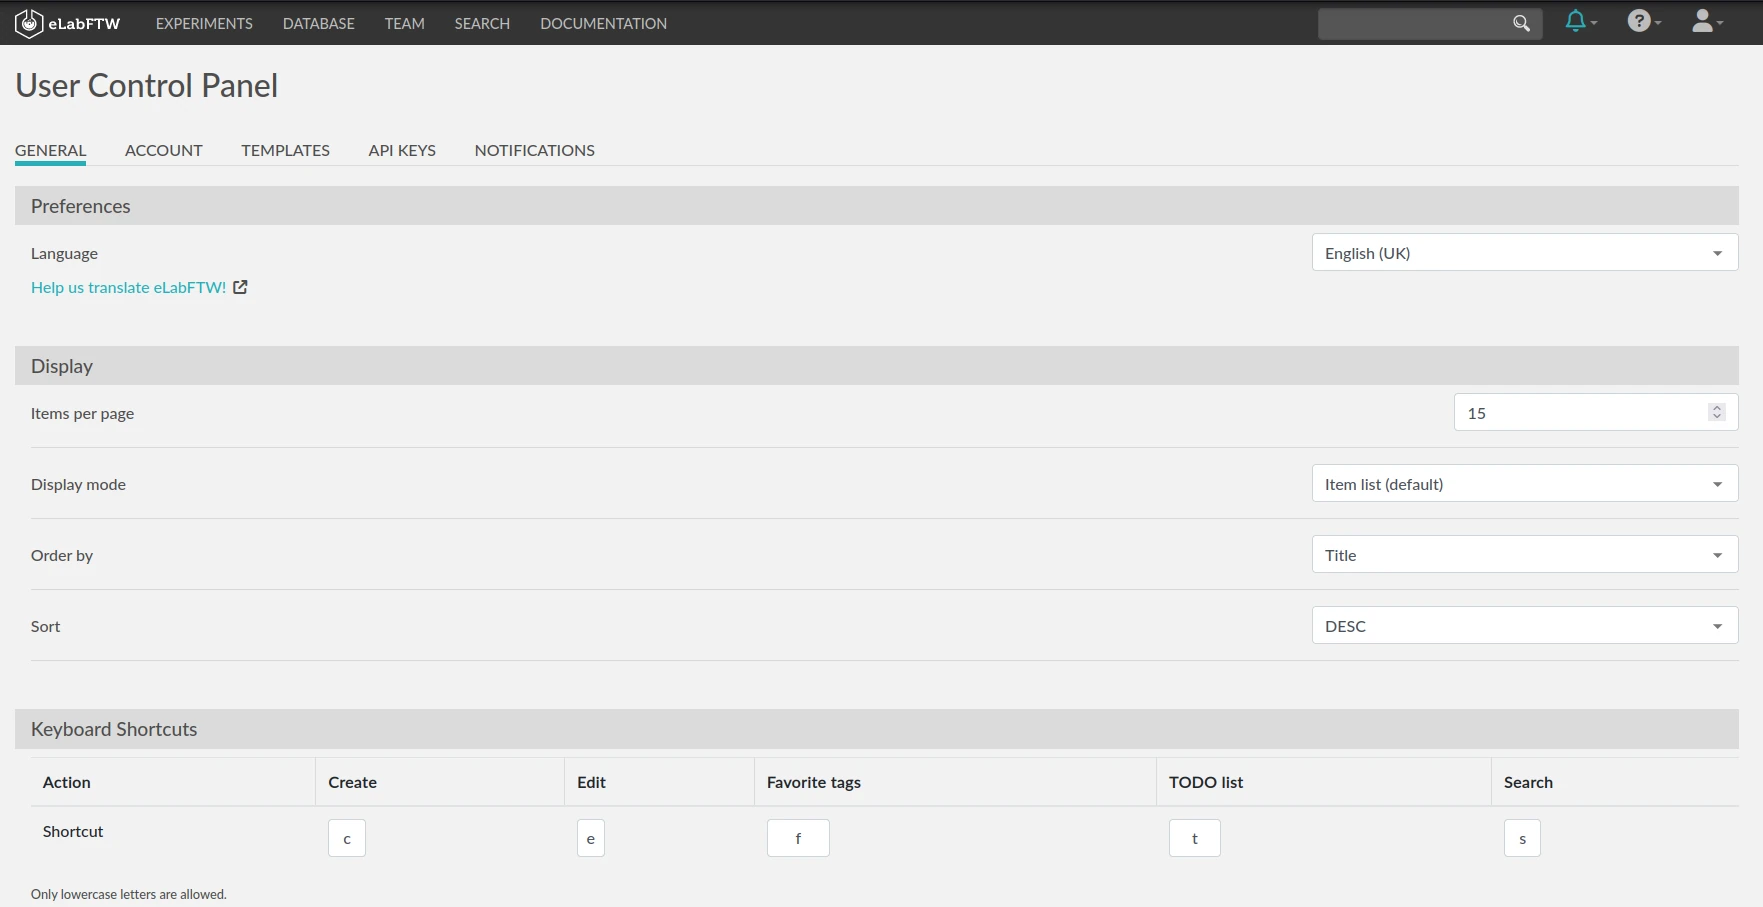 eLabFTW EXPERIMENTS DATABASE TEAM SEARCH DOCUMENTATION ?
User Control Panel
GENERAL ACCOUNT TEMPLATES API KEYS NOTIFICATIONS
Preferences
Language English (UK)
Help us translate eLabFTW!
Display
Items per page 15
Display mode Item list (default)
Order by Title
Sort DESC
Keyboard Shortcuts
Action Create Edit Favorite tags TODO list Search
Shortcut c e f t s
Only lowercase letters are allowed.